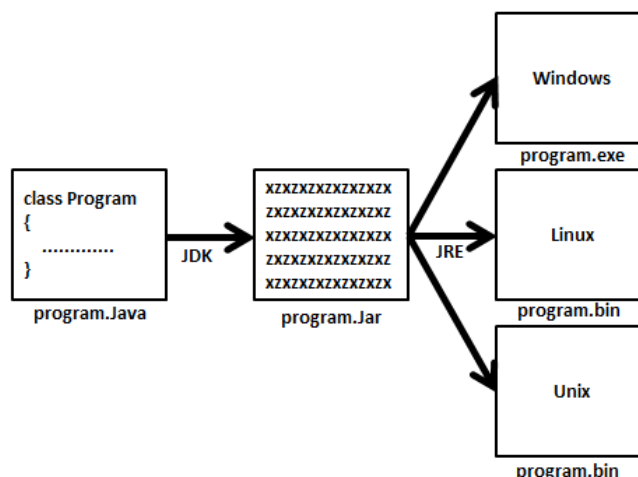 class Program
{
.............
}
program.Java
JDK
xzxzxzxzxzxzxzx
zxzxzxzxzxzxzxz
xzxzxzxzxzxzxzx
zxzxzxzxzxzxzxz
xzxzxzxzxzxzxzx
program.Jar
JRE
Windows
program.exe
Linux
program.bin
Unix
program.bin